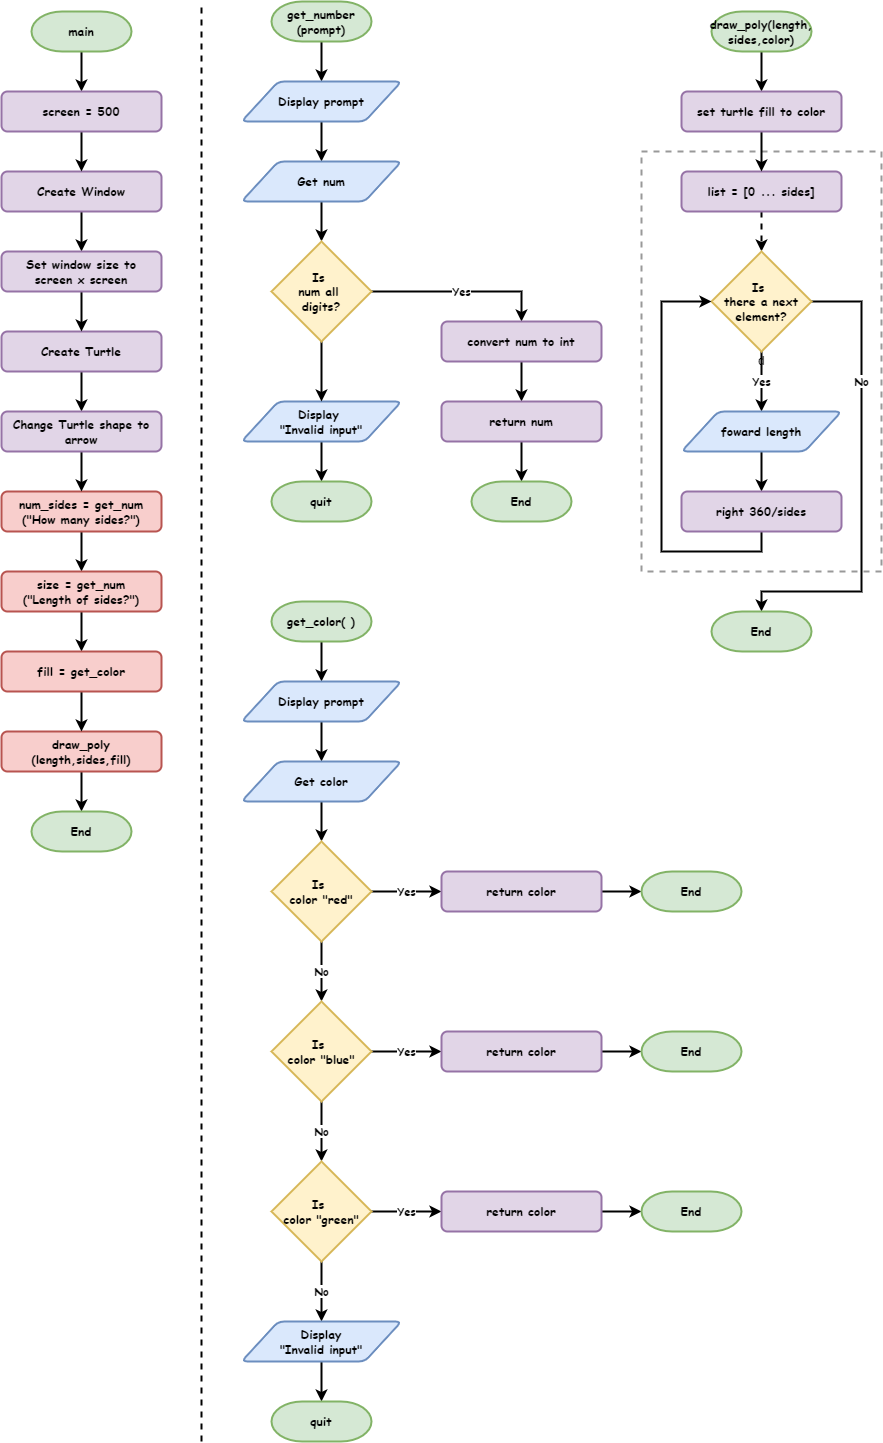 main
screen = 500
Create Window
Set window size to
screen x screen
Create Turtle
Change Turtle shape to
arrow
num_sides = get_num
("How many sides?")
size = get_num
("Length of sides?")
fill = get_color
draw_poly
(length,sides,fill)
End
get_number
(prompt)
Display prompt
Get num
Is
num all
digits?
Yes
convert num to int
return num
End
Display
"Invalid input"
quit
draw_poly(length,
sides,color)
set turtle fill to color
list = [0 ... sides]
Is
there a next
element?
d
Yes
No
foward length
right 360/sides
End
get_color( )
Display prompt
Get color
Is
color "red"
Yes
return color
End
No
Is
color "blue"
Yes
return color
End
No
Is
color "green"
Yes
return color
End
No
Display
"Invalid input"
quit